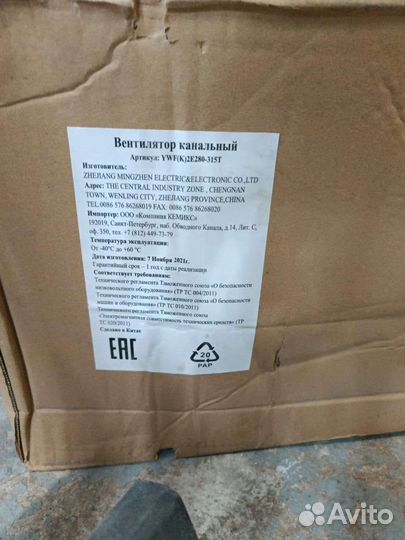 Вентилятор канальный
Артикул: YWF(K)2E280-315T
Изготовитель:
ZHEJIANG MINGZHEN ELECTRIC&ELECTRONIC CO.,LTD
Адрес: THE CENTRAL INDUSTRY ZONE , CHENGNAN
TOWN, WENLING CITY, ZHEJIANG PROVINCE,CHINA
TEL:0086 576 86268019 FAX: 0086 576 86268020
Импортер: ООО «Компания КЕМИКС»
192019, Санкт-Петербург, наб. Обводного Канала, д.14, Лит. С,
оф. 350, тел. +7 (812) 449-73-79
Температура эксплуатации:
От -40°С до +60 °С
Дата изготовления: 7 Ноября 2021г.
Гарантийный срок – 1 год с даты реализации
Соответствует требованиям:
Технического регламента Таможенного союза «О безопасности
низковольтного оборудования» (ТР ТС 004/2011)
Технического регламента Таможенного союза «О безопасности
машин и оборудования» (ТР ТС 010/2011)
Технического регламента Таможенного союза
«Электромагнитная совместимость технических средств» (ТР
ТС 020/2011)
Сделано в Китае
EAC
20
PAP
Avito